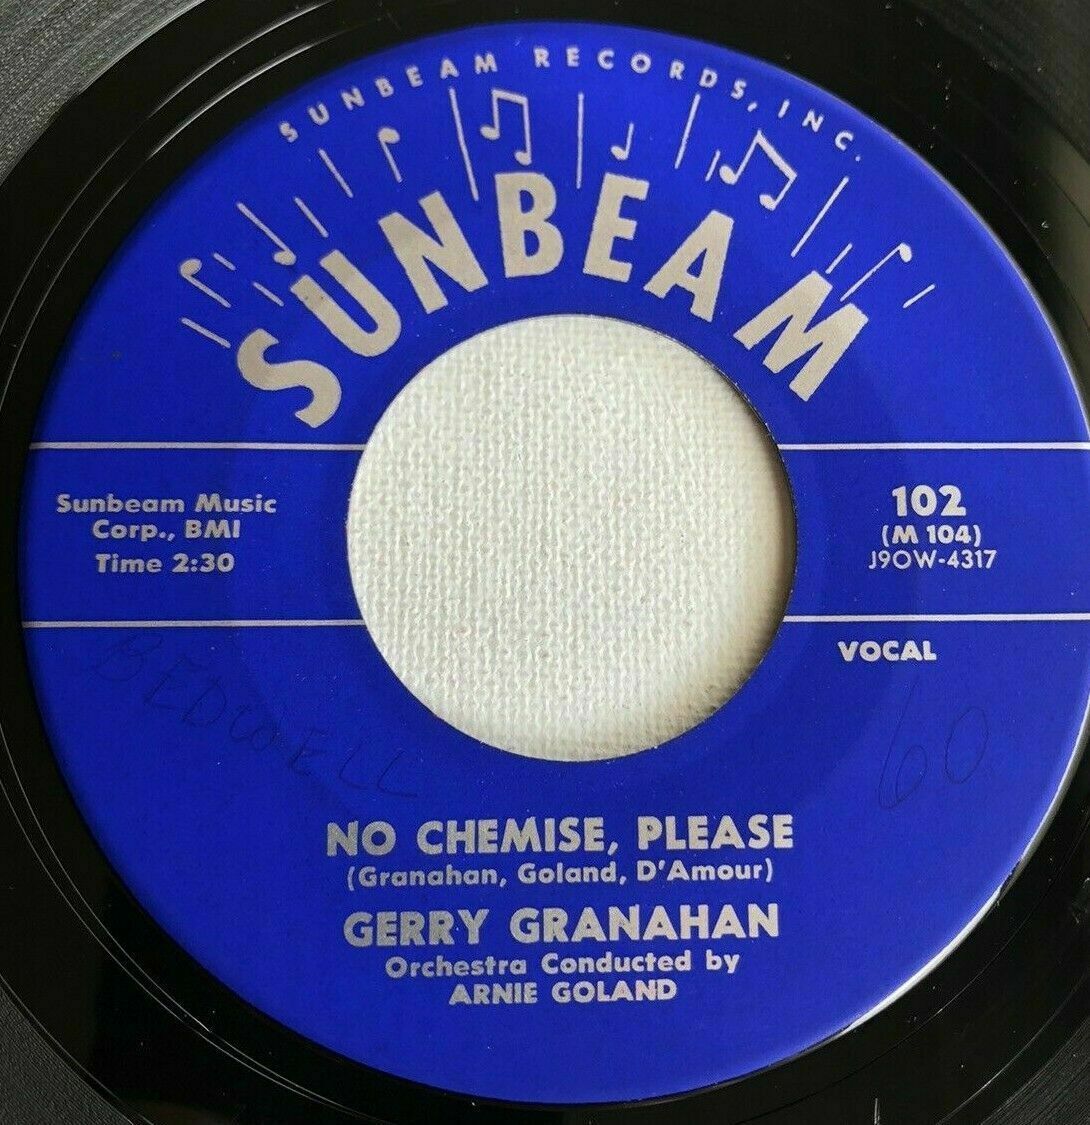 SUNBEAM RECORDS, INC.
SUNBEAM
Sunbeam Music
Corp., BMI
Time 2:30
102
(M 104)
J9OW-4317
VOCAL
BEDWELL
60
NO CHEMISE, PLEASE
(Granahan, Goland, D'Amour)
GERRY GRANAHAN
Orchestra Conducted by
ARNIE GOLAND